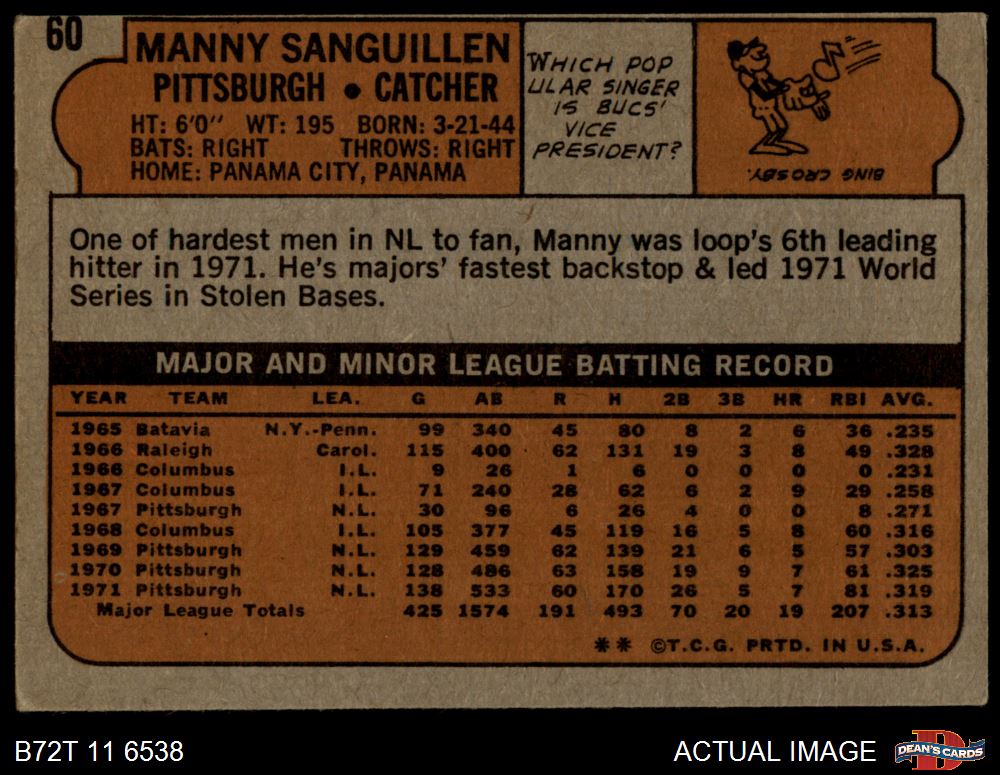 60
MANNY SANGUILLEN
PITTSBURGH • CATCHER
HT: 6'0" WT: 195 BORN: 3-21-44
BATS: RIGHT THROWS: RIGHT
HOME: PANAMA CITY, PANAMA
WHICH POP
ULAR SINGER
IS BUCS'
VICE
PRESIDENT?
BING CROSBY.
One of hardest men in NL to fan, Manny was loop's 6th leading
hitter in 1971. He's majors' fastest backstop & led 1971 World
Series in Stolen Bases.
MAJOR AND MINOR LEAGUE BATTING RECORD
YEAR TEAM LEA. G AB R H 2B 3B HR RBI AVG.
1965 Batavia N.Y.-Penn. 99 340 45 80 8 2 6 36 .235
1966 Raleigh Carol. 115 400 62 131 19 3 8 49 .328
1966 Columbus I.L. 9 26 1 6 0 0 0 0 .231
1967 Columbus I.L. 71 240 28 62 6 2 9 29 .258
1967 Pittsburgh N.L. 30 96 6 26 4 0 0 8 .271
1968 Columbus I.L. 105 377 45 119 16 5 8 60 .316
1969 Pittsburgh N.L. 129 459 62 139 21 6 5 57 .303
1970 Pittsburgh N.L. 128 486 63 158 19 9 7 61 .325
1971 Pittsburgh N.L. 138 533 60 170 26 5 7 81 .319
Major League Totals 425 1574 191 493 70 20 19 207 .313
** ©T.C.G. PRTD. IN U.S.A.
B72T 11 6538
ACTUAL IMAGE
DEAN'S CARDS